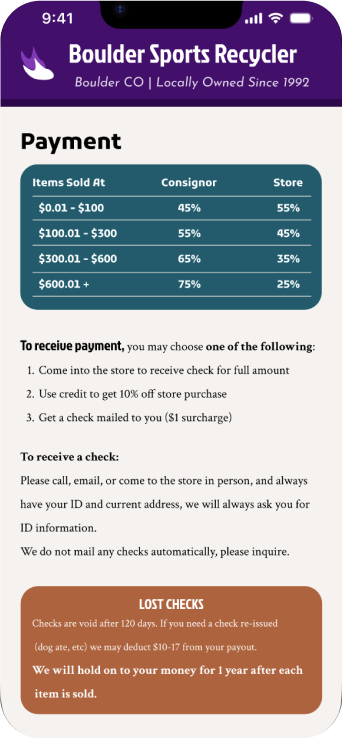 9:41
Boulder Sports Recycler
Boulder CO | Locally Owned Since 1992
Payment
Items Sold At Consignor Store
$0.01 - $100 45% 55%
$100.01 - $300 55% 45%
$300.01 - $600 65% 35%
$600.01 + 75% 25%
To receive payment, you may choose one of the following:
1. Come into the store to receive check for full amount
2. Use credit to get 10% off store purchase
3. Get a check mailed to you ($1 surcharge)
To receive a check:
Please call, email, or come to the store in person, and always
have your ID and current address, we will always ask you for
ID information.
We do not mail any checks automatically, please inquire.
LOST CHECKS
Checks are void after 120 days. If you need a check re-issued
(dog ate, etc) we may deduct $10-17 from your payout.
We will hold on to your money for 1 year after each
item is sold.